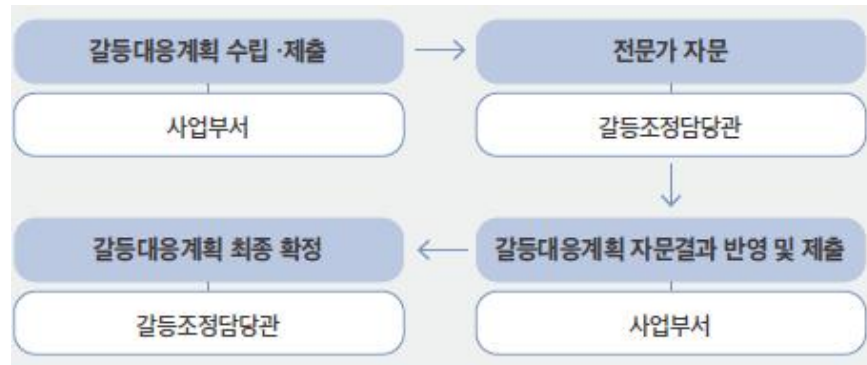 갈등대응계획 수립 ·제출
사업부서
전문가 자문
갈등조정담당관
갈등대응계획 자문결과 반영 및 제출
사업부서
갈등대응계획 최종 확정
갈등조정담당관